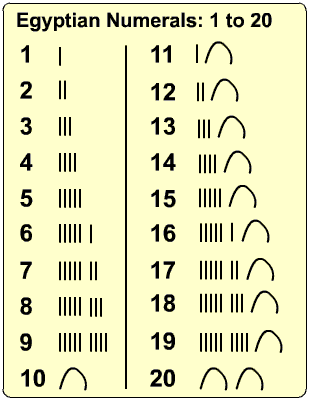 Egyptian Numerals: 1 to 20
1 |
2 ||
3 |||
4 ||||
5 |||||
6 ||||| |
7 ||||| ||
8 ||||| |||
9 ||||| ||||
10 ∩
11 | ∩
12 || ∩
13 ||| ∩
14 |||| ∩
15 ||||| ∩
16 ||||| | ∩
17 ||||| || ∩
18 ||||| ||| ∩
19 ||||| |||| ∩
20 ∩ ∩